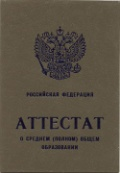 РОССИЙСКАЯ ФЕДЕРАЦИЯ
АТТЕСТАТ
О СРЕДНЕМ (ПОЛНОМ) ОБЩЕМ
ОБРАЗОВАНИИ